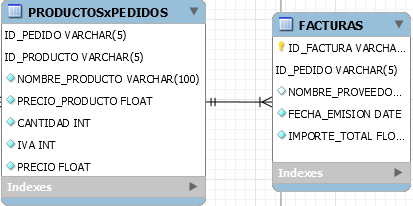 PRODUCTOSxPEDIDOS
ID_PEDIDO VARCHAR(5)
ID_PRODUCTO VARCHAR(5)
NOMBRE_PRODUCTO VARCHAR(100)
PRECIO_PRODUCTO FLOAT
CANTIDAD INT
IVA INT
PRECIO FLOAT
Indexes
FACTURAS
ID_FACTURA VARCHA...
ID_PEDIDO VARCHAR(5)
NOMBRE_PROVEEDO...
FECHA_EMISION DATE
IMPORTE_TOTAL FLO...
Indexes